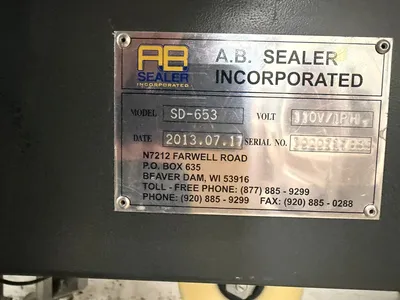 AB
SEALER
INCORPORATED
A.B. SEALER
INCORPORATED
MODEL SD-653 VOLT 110V/1PH
DATE 2013.07.17 SERIAL NO.
N7212 FARWELL ROAD
P.O. BOX 635
BEAVER DAM, WI 53916
TOLL - FREE PHONE: (877) 885 - 9299
PHONE: (920) 885 - 9299 FAX: (920) 885 - 0288